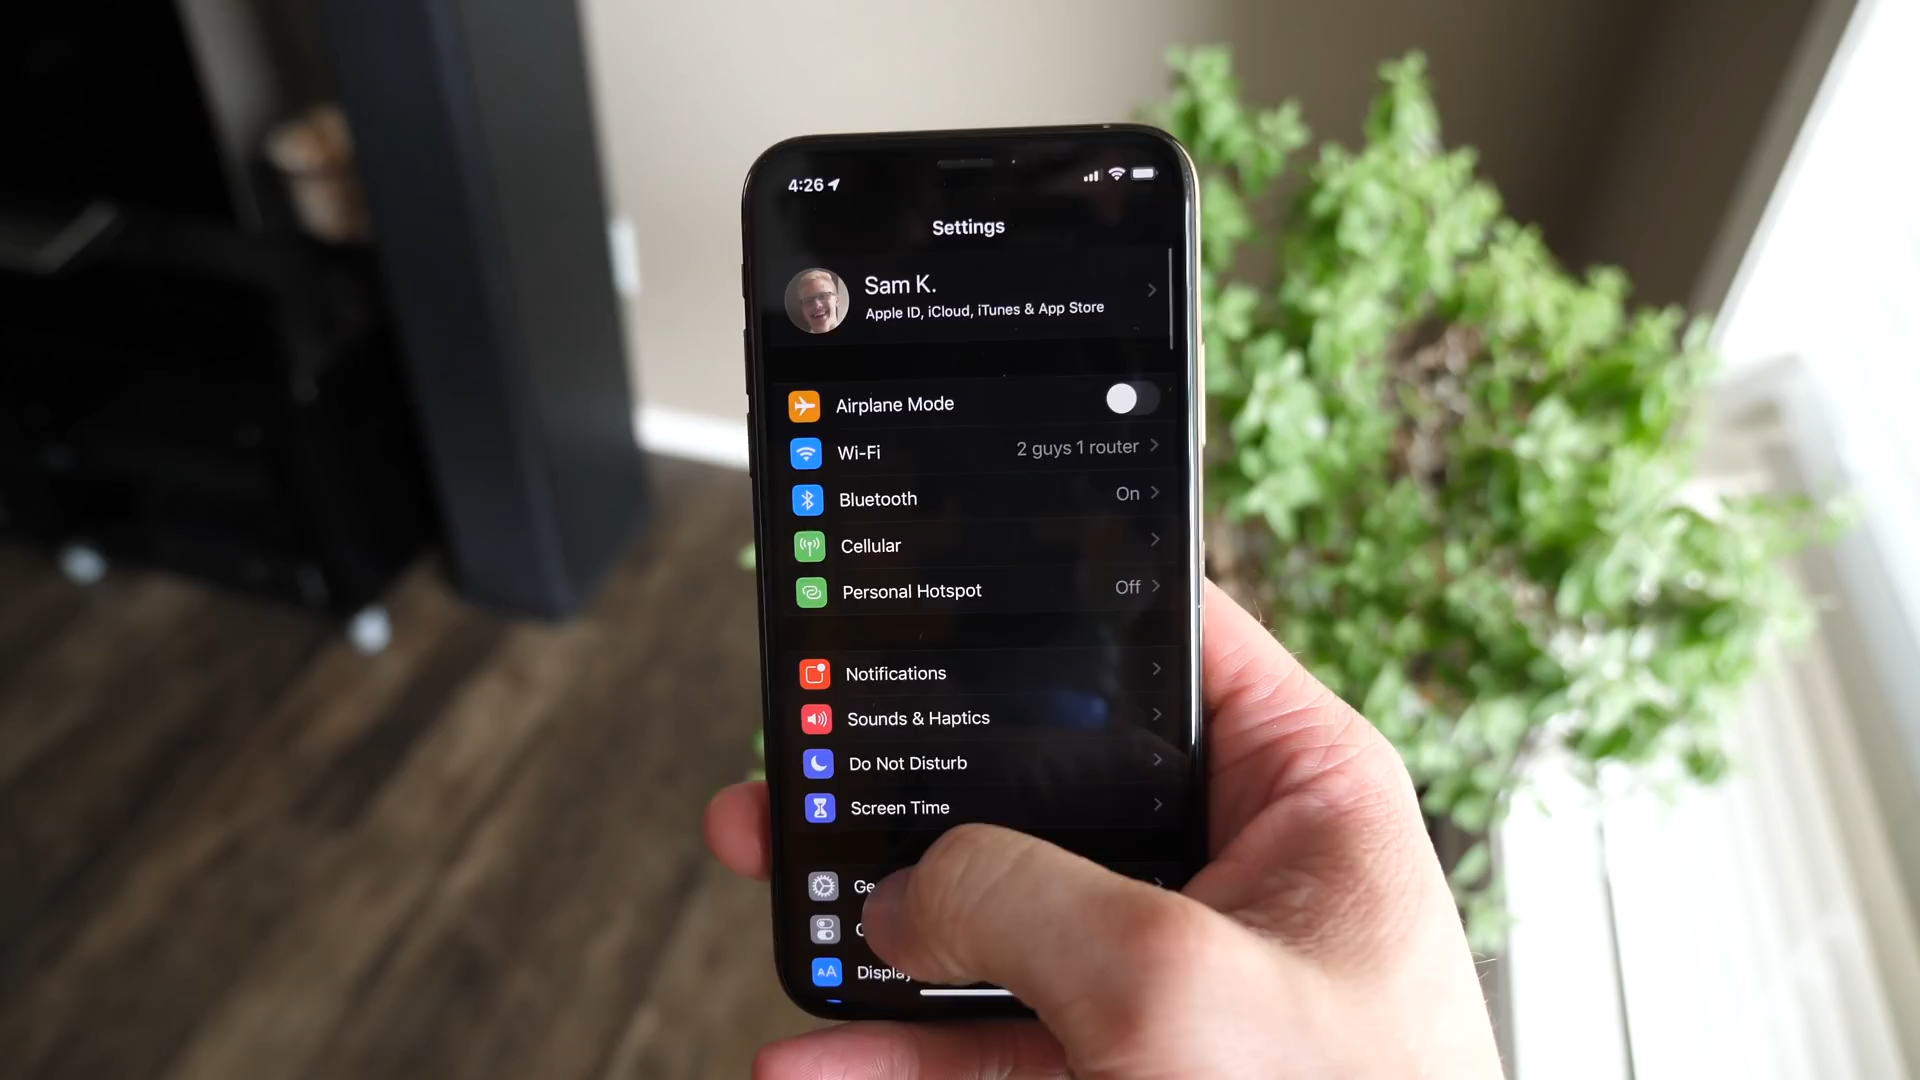 4:26
Settings
Sam K.
Apple ID, iCloud, iTunes & App Store
Airplane Mode
Wi-Fi 2 guys 1 router
Bluetooth On
Cellular
Personal Hotspot Off
Notifications
Sounds & Haptics
Do Not Disturb
Screen Time
AA